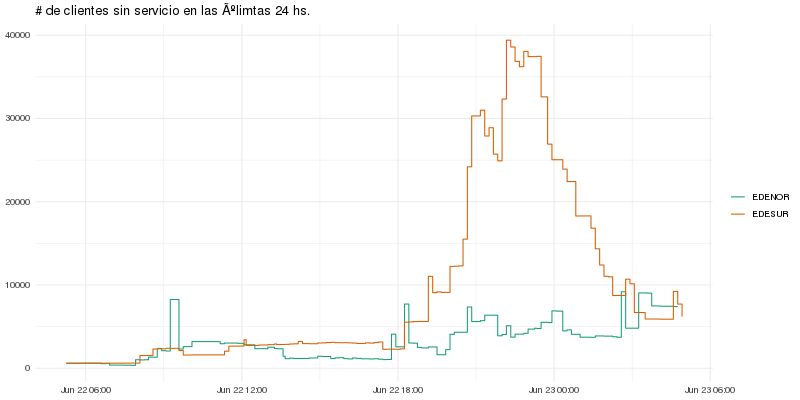 # de clientes sin servicio en las Ãºlimtas 24 hs.
40000
30000
20000
10000
0
Jun 22 06:00
Jun 22 12:00
Jun 22 18:00
Jun 23 00:00
Jun 23 06:00
EDENOR
EDESUR